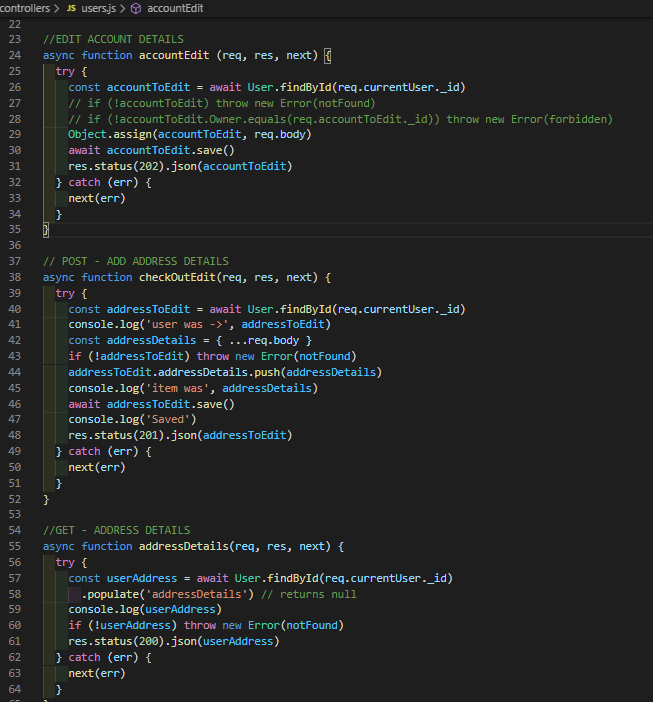 controllers > JS users.js > accountEdit
22
23 //EDIT ACCOUNT DETAILS
24 async function accountEdit (req, res, next) {
25   try {
26     const accountToEdit = await User.findById(req.currentUser._id)
27     // if (!accountToEdit) throw new Error(notFound)
28     // if (!accountToEdit.Owner.equals(req.accountToEdit._id)) throw new Error(forbidden)
29     Object.assign(accountToEdit, req.body)
30     await accountToEdit.save()
31     res.status(202).json(accountToEdit)
32   } catch (err) {
33     next(err)
34   }
35 }
36
37 // POST - ADD ADDRESS DETAILS
38 async function checkOutEdit(req, res, next) {
39   try {
40     const addressToEdit = await User.findById(req.currentUser._id)
41     console.log('user was ->', addressToEdit)
42     const addressDetails = { ...req.body }
43     if (!addressToEdit) throw new Error(notFound)
44     addressToEdit.addressDetails.push(addressDetails)
45     console.log('item was', addressDetails)
46     await addressToEdit.save()
47     console.log('Saved')
48     res.status(201).json(addressToEdit)
49   } catch (err) {
50     next(err)
51   }
52 }
53
54 //GET - ADDRESS DETAILS
55 async function addressDetails(req, res, next) {
56   try {
57     const userAddress = await User.findById(req.currentUser._id)
58       .populate('addressDetails') // returns null
59     console.log(userAddress)
60     if (!userAddress) throw new Error(notFound)
61     res.status(200).json(userAddress)
62   } catch (err) {
63     next(err)
64   }